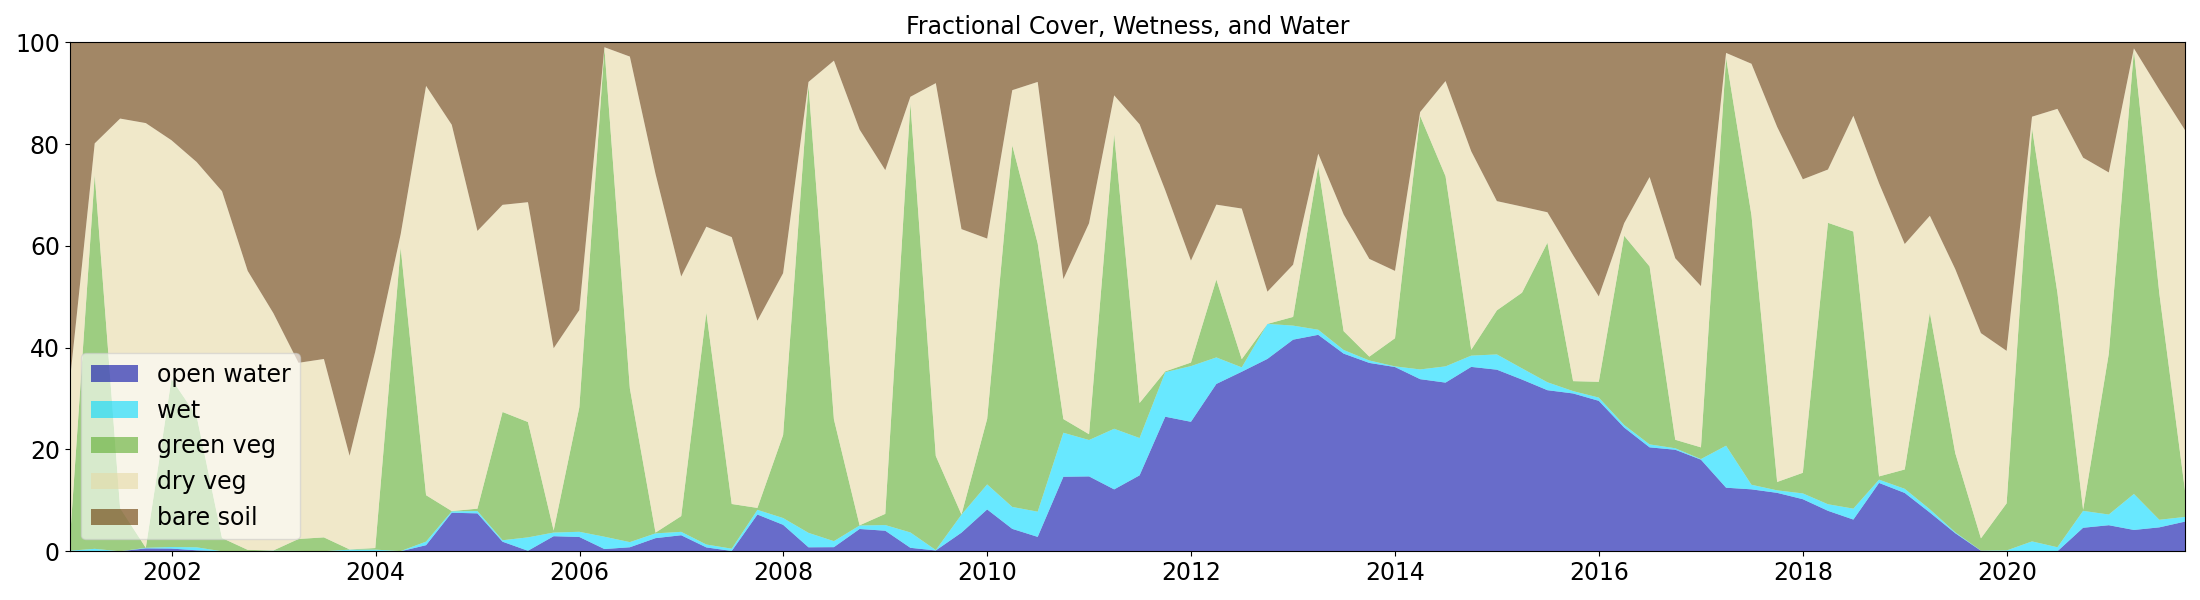 Fractional Cover, Wetness, and Water
100
80
60
40
20
0
open water
wet
green veg
dry veg
bare soil
2002 2004 2006 2008 2010 2012 2014 2016 2018 2020